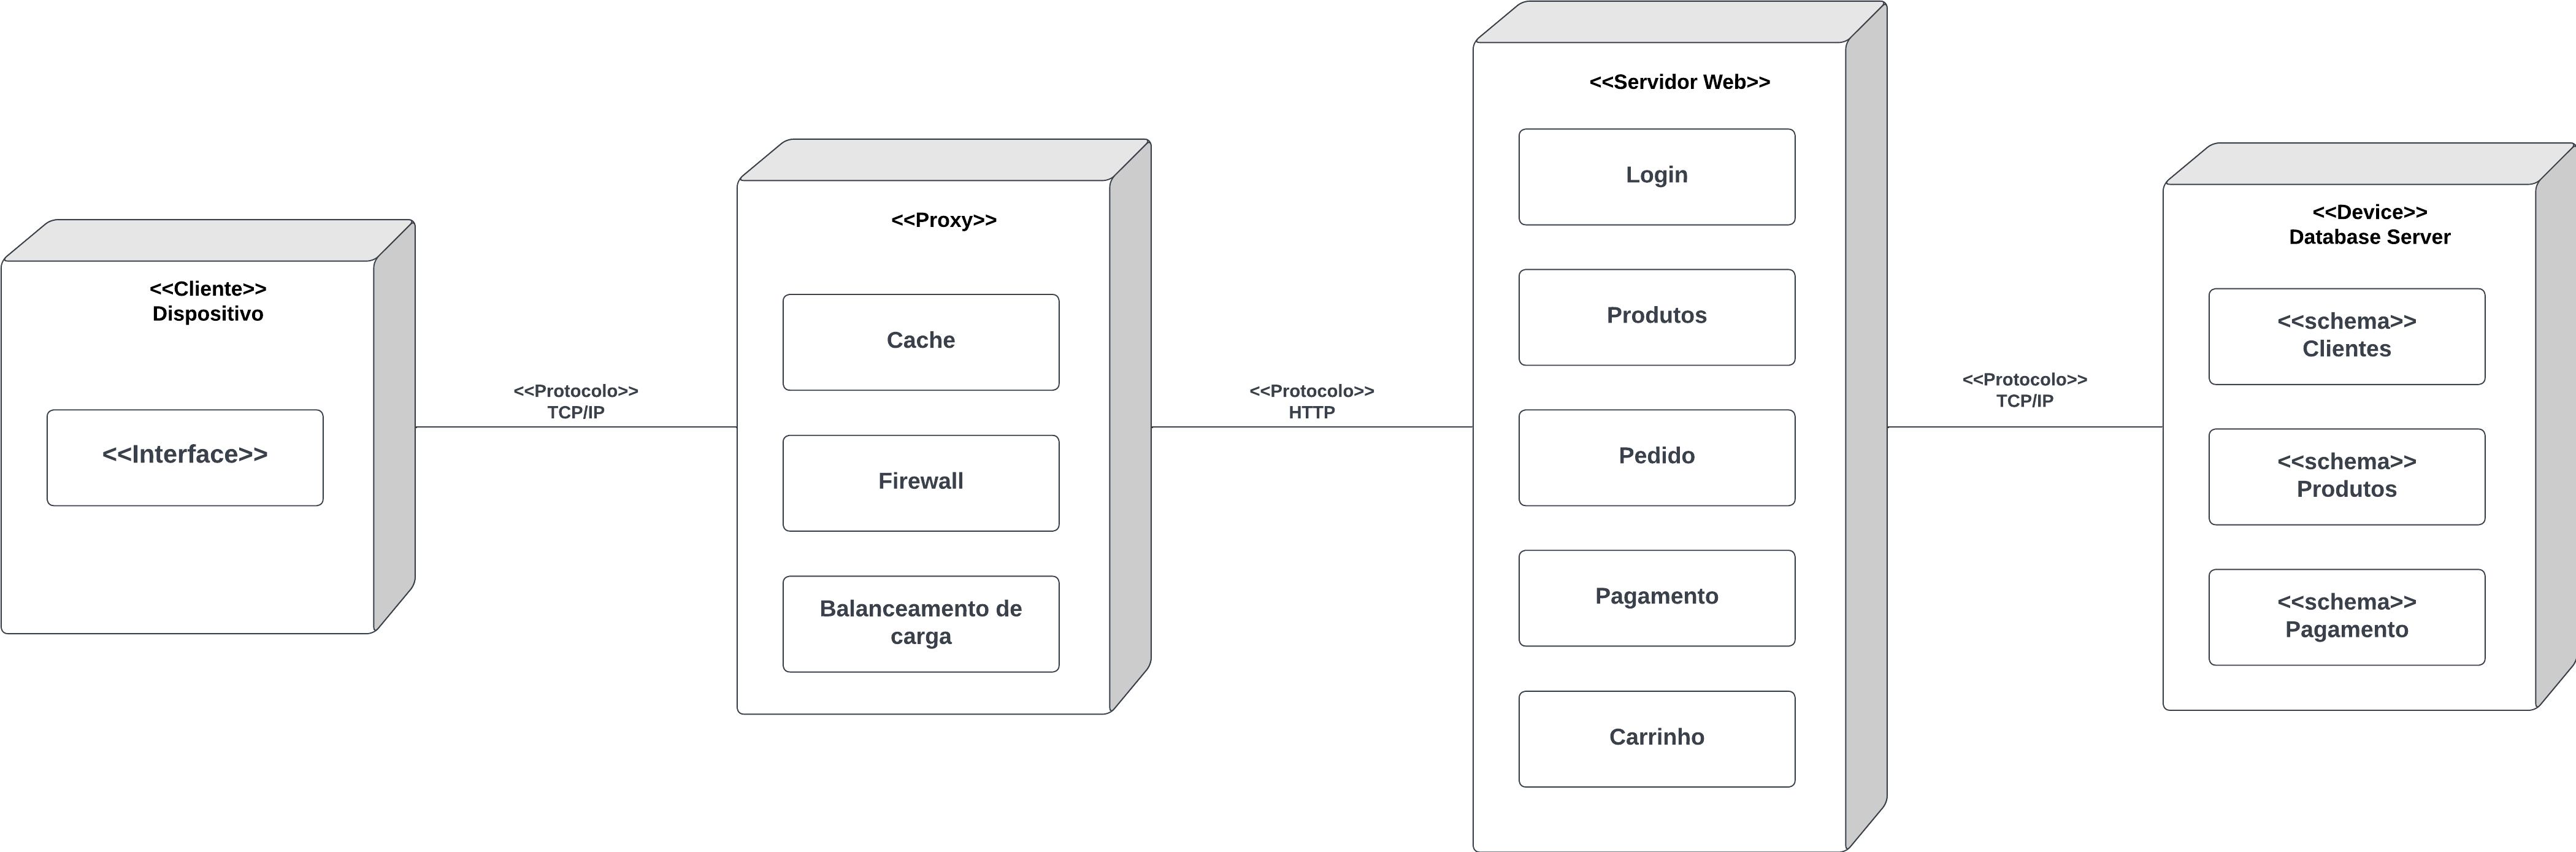 <<Cliente>>
Dispositivo
<<Interface>>
<<Protocolo>>
TCP/IP
<<Proxy>>
Cache
Firewall
Balanceamento de
carga
<<Protocolo>>
HTTP
<<Servidor Web>>
Login
Produtos
Pedido
Pagamento
Carrinho
<<Protocolo>>
TCP/IP
<<Device>>
Database Server
<<schema>>
Clientes
<<schema>>
Produtos
<<schema>>
Pagamento